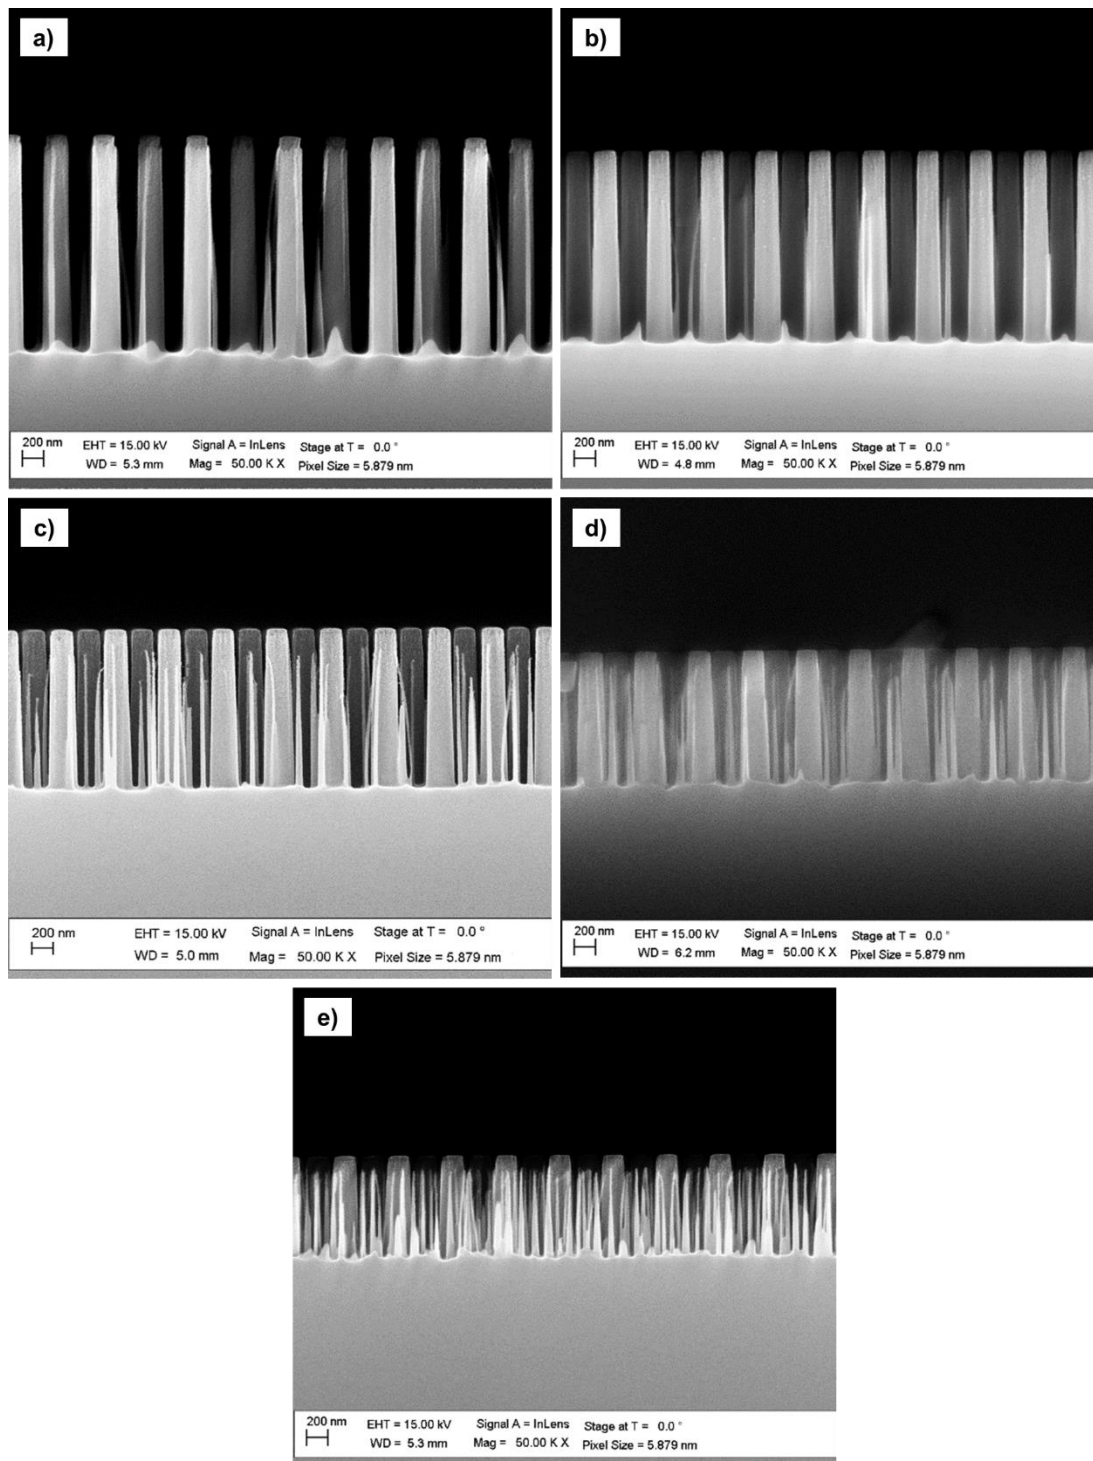 a)
200 nm EHT = 15.00 kV Signal A = InLens Stage at T = 0.0 °
WD = 5.3 mm Mag = 50.00 K X Pixel Size = 5.879 nm
b)
200 nm EHT = 15.00 kV Signal A = InLens Stage at T = 0.0 °
WD = 4.8 mm Mag = 50.00 K X Pixel Size = 5.879 nm
c)
200 nm EHT = 15.00 kV Signal A = InLens Stage at T = 0.0 °
WD = 5.0 mm Mag = 50.00 K X Pixel Size = 5.879 nm
d)
200 nm EHT = 15.00 kV Signal A = InLens Stage at T = 0.0 °
WD = 6.2 mm Mag = 50.00 K X Pixel Size = 5.879 nm
e)
200 nm EHT = 15.00 kV Signal A = InLens Stage at T = 0.0 °
WD = 5.3 mm Mag = 50.00 K X Pixel Size = 5.879 nm